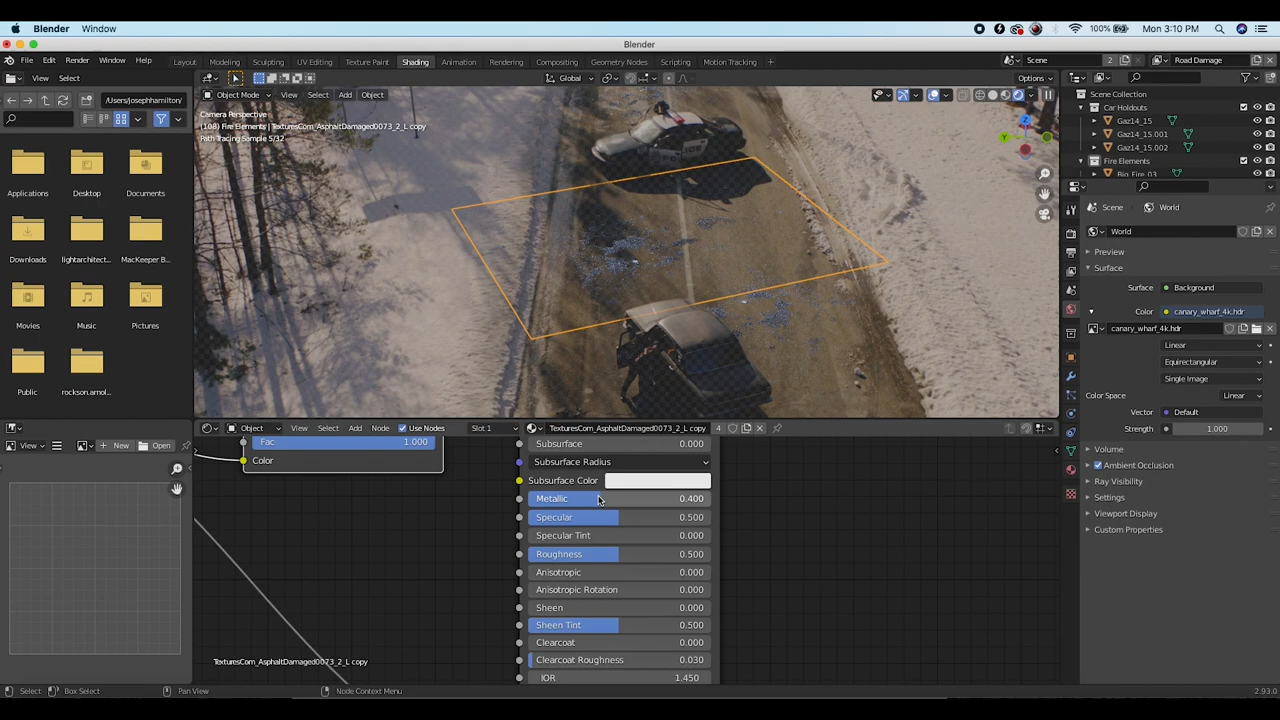 Blender Window
100% Mon 3:10 PM
Blender
File Edit Render Window Help Layout Modeling Sculpting UV Editing Texture Paint Shading Animation Rendering Compositing Geometry Nodes Scripting Motion Tracking + Scene 2 Road Damage
View Select Global Options
/Users/josephhamilton/ Object Mode View Select Add Object Scene Collection
Camera Perspective Car Holdouts
(108) Fire Elements | TexturesCom_AsphaltDamaged0073_2_L copy Gaz14_15
Path Tracing Sample 5/32 Gaz14_15.001
Gaz14_15.002
Fire Elements
Big_Fire_03
Applications Desktop Documents
Scene World
World
Downloads lightarchitect... MacKeeper B...
Preview
Surface
Surface Background
Color canary_wharf_4k.hdr
Movies Music Pictures
canary_wharf_4k.hdr
Linear
Equirectangular
Single Image
Public rockson.arnol...
Color Space Linear
Vector Default
Strength 1.000
Object View Select Add Node Use Nodes Slot 1 TexturesCom_AsphaltDamaged0073_2_L copy 4
View + New Open
Fac 1.000
Color
Subsurface 0.000
Subsurface Radius
Subsurface Color
Metallic 0.400
Specular 0.500
Specular Tint 0.000
Roughness 0.500
Anisotropic 0.000
Anisotropic Rotation 0.000
Sheen 0.000
Sheen Tint 0.500
Clearcoat 0.000
Clearcoat Roughness 0.030
IOR 1.450
Volume
Ambient Occlusion
Ray Visibility
Settings
Viewport Display
Custom Properties
TexturesCom_AsphaltDamaged0073_2_L copy
Select Box Select Pan View Node Context Menu 2.93.0